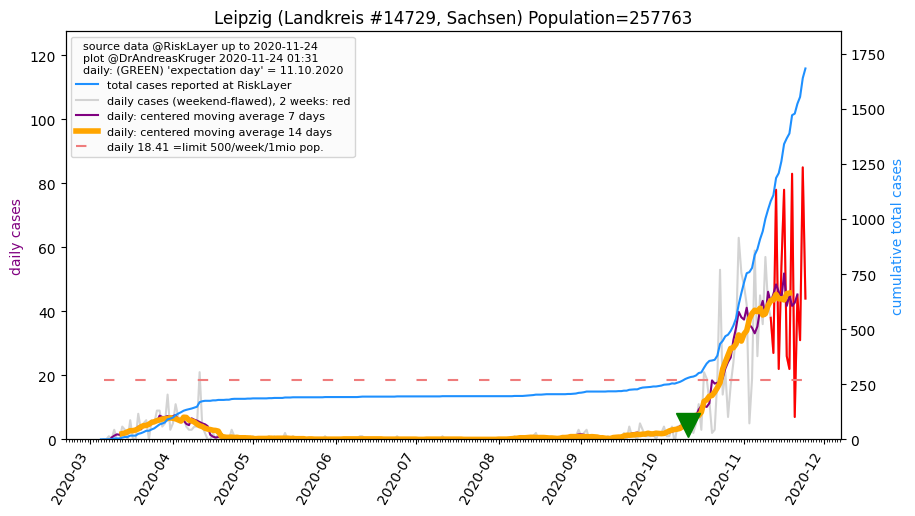 Leipzig (Landkreis #14729, Sachsen) Population=257763
source data @RiskLayer up to 2020-11-24
plot @DrAndreasKruger 2020-11-24 01:31
daily: (GREEN) 'expectation day' = 11.10.2020
total cases reported at RiskLayer
daily cases (weekend-flawed), 2 weeks: red
daily: centered moving average 7 days
daily: centered moving average 14 days
daily 18.41 =limit 500/week/1mio pop.
daily cases
120
100
80
60
40
20
0
cumulative total cases
1750
1500
1250
1000
750
500
250
0
2020-03
2020-04
2020-05
2020-06
2020-07
2020-08
2020-09
2020-10
2020-11
2020-12